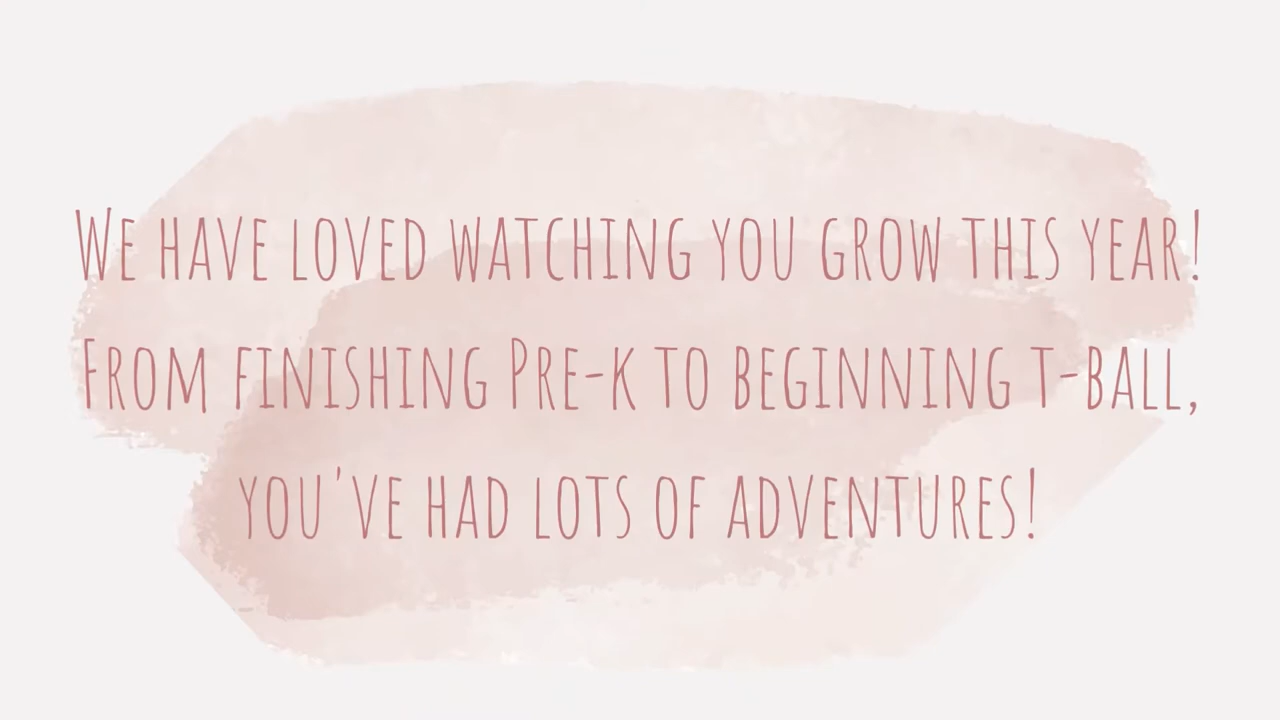 We have loved watching you grow this year!
From finishing Pre-K to beginning t-ball,
you've had lots of adventures!